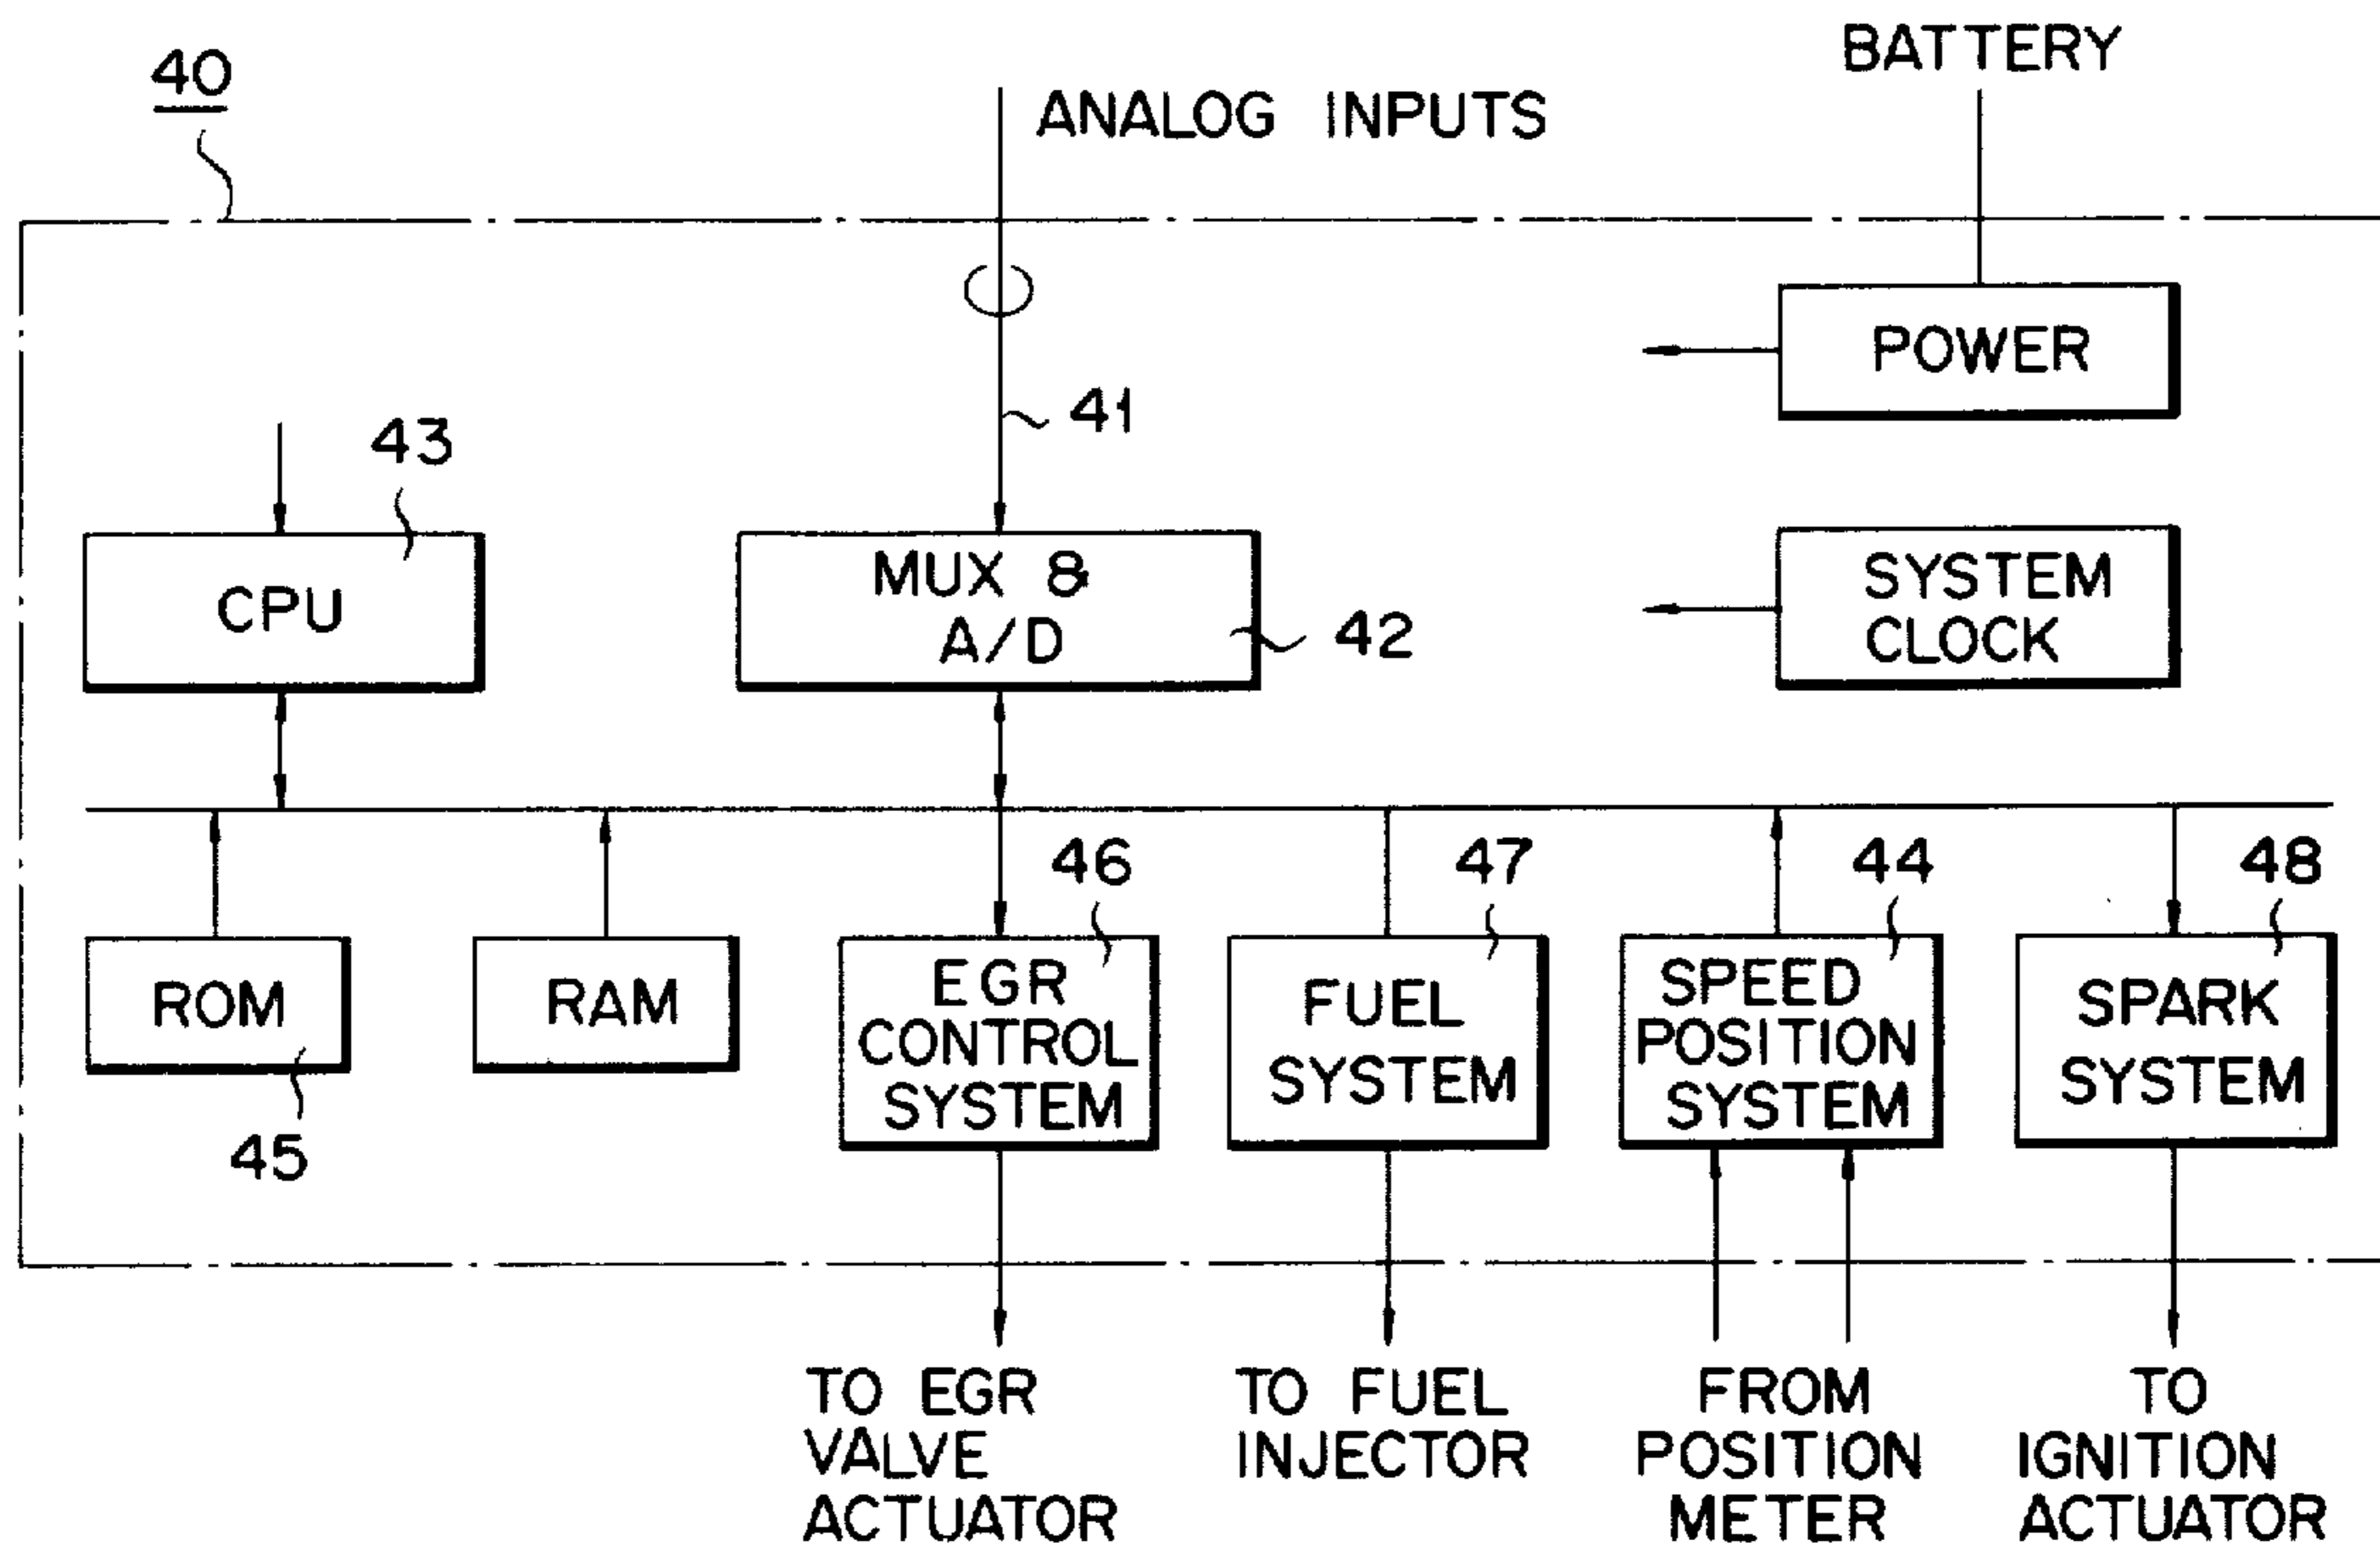 40
ANALOG INPUTS
BATTERY
POWER
41
43
CPU
MUX &
A/D
42
SYSTEM
CLOCK
46
47
44
48
ROM
45
RAM
EGR
CONTROL
SYSTEM
FUEL
SYSTEM
SPEED
POSITION
SYSTEM
SPARK
SYSTEM
TO EGR
VALVE
ACTUATOR
TO FUEL
INJECTOR
FROM
POSITION
METER
TO
IGNITION
ACTUATOR